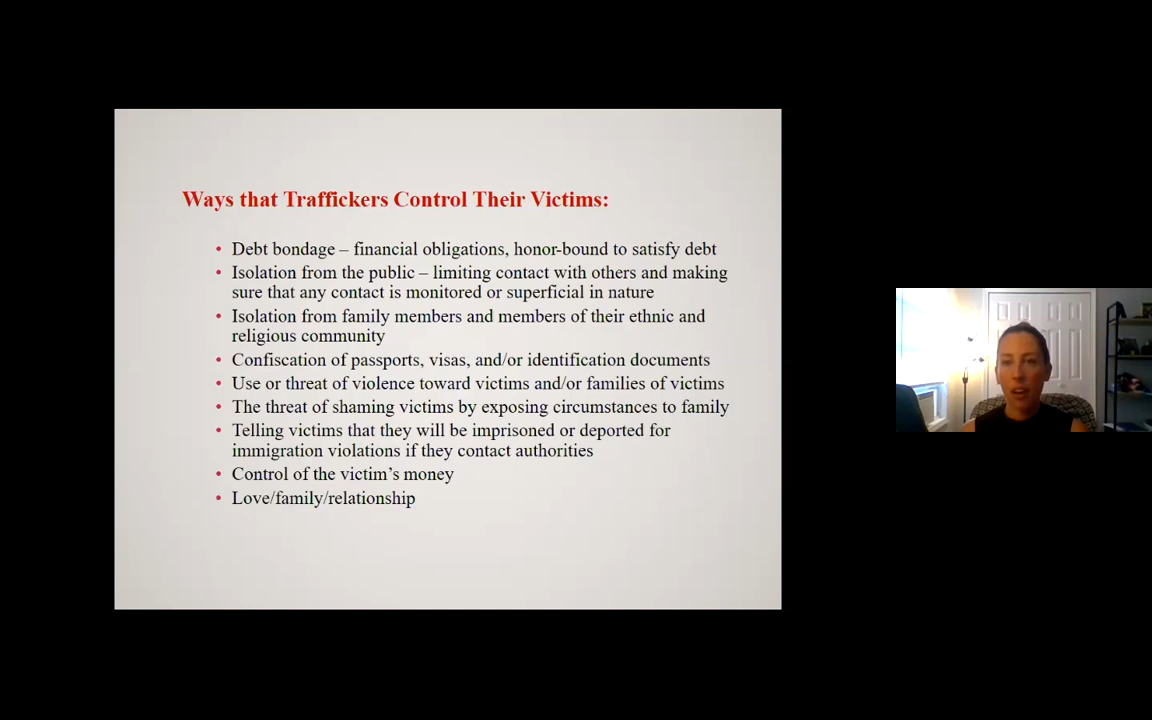 Ways that Traffickers Control Their Victims:
• Debt bondage – financial obligations, honor-bound to satisfy debt
• Isolation from the public – limiting contact with others and making
sure that any contact is monitored or superficial in nature
• Isolation from family members and members of their ethnic and
religious community
• Confiscation of passports, visas, and/or identification documents
• Use or threat of violence toward victims and/or families of victims
• The threat of shaming victims by exposing circumstances to family
• Telling victims that they will be imprisoned or deported for
immigration violations if they contact authorities
• Control of the victim's money
• Love/family/relationship